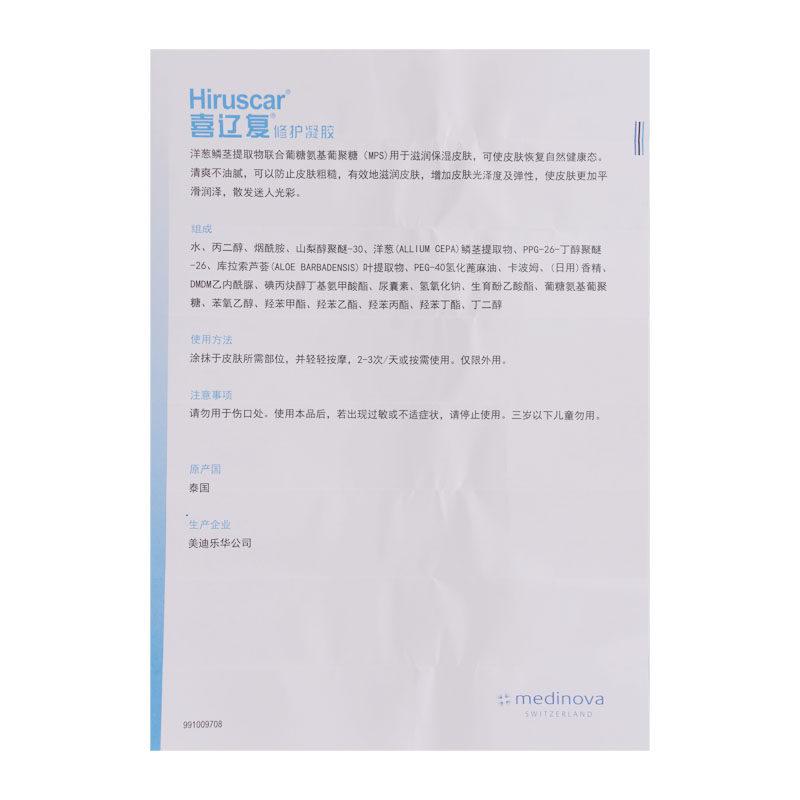 Hiruscar®
喜辽复®修护凝胶
洋葱鳞茎提取物联合葡糖氨基葡聚糖 (MPS)用于滋润保湿皮肤，可使皮肤恢复自然健康态。
清爽不油腻，可以防止皮肤粗糙，有效地滋润皮肤，增加皮肤光泽度及弹性，使皮肤更加平
滑润泽，散发迷人光彩。
组成
水、丙二醇、烟酰胺、山梨醇聚醚-30、洋葱(ALLIUM CEPA)鳞茎提取物、PPG-26-丁醇聚醚
-26、库拉索芦荟(ALOE BARBADENSIS)叶提取物、PEG-40氢化蓖麻油、卡波姆、(日用)香精、
DMDM乙内酰脲、碘丙炔醇丁基氨甲酸酯、尿囊素、氢氧化钠、生育酚乙酸酯、葡糖氨基葡聚
糖、苯氧乙醇、羟苯甲酯、羟苯乙酯、羟苯丙酯、羟苯丁酯、丁二醇
使用方法
涂抹于皮肤所需部位，并轻轻按摩，2-3次/天或按需使用。仅限外用。
注意事项
请勿用于伤口处。使用本品后，若出现过敏或不适症状，请停止使用。三岁以下儿童勿用。
原产国
泰国
生产企业
美迪乐华公司
medinova
SWITZERLAND
991009708